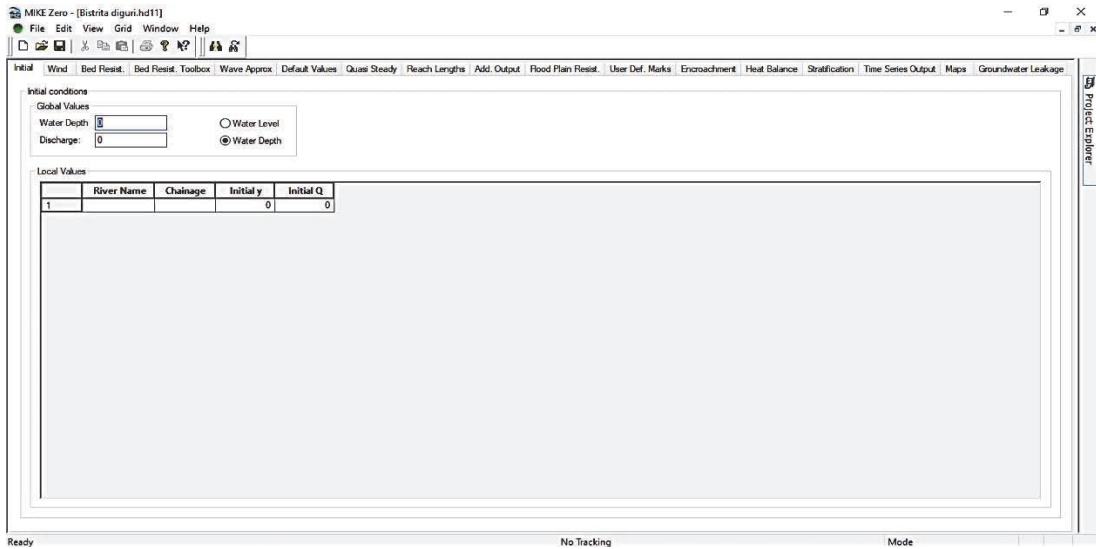 MIKE Zero - [Bistrita diguri.hd11]
File Edit View Grid Window Help
Initial Wind Bed Resist. Bed Resist. Toolbox Wave Approx Default Values Quasi Steady Reach Lengths Add. Output Flood Plain Resist. User Def. Marks Encroachment Heat Balance Stratification Time Series Output Maps Groundwater Leakage
Initial conditions
Global Values
Water Depth 0 Water Level
Discharge: 0 Water Depth
Local Values
River Name Chainage Initial y Initial Q
1 0 0
Project Explorer
Ready No Tracking Mode